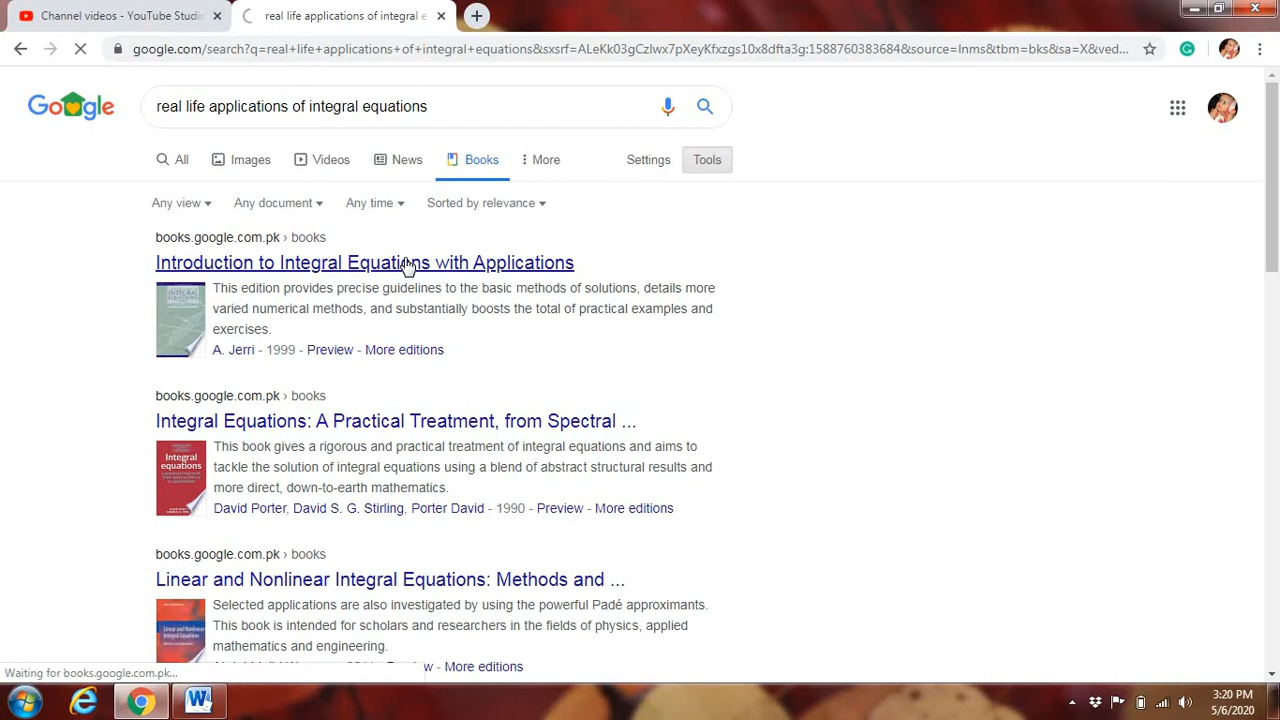 Channel videos - YouTube Studio
real life applications of integral e
google.com/search?q=real+life+applications+of+integral+equations&sxsrf=ALeKk03gCzIwx7pXeyKfxzgs10x8dfta3g:1588760383684&source=lnms&tbm=bks&sa=X&ved...
Google
real life applications of integral equations
All
Images
Videos
News
Books
More
Settings
Tools
Any view
Any document
Any time
Sorted by relevance
books.google.com.pk › books
Introduction to Integral Equations with Applications
This edition provides precise guidelines to the basic methods of solutions, details more
varied numerical methods, and substantially boosts the total of practical examples and
exercises.
A. Jerri - 1999 - Preview - More editions
books.google.com.pk › books
Integral Equations: A Practical Treatment, from Spectral ...
This book gives a rigorous and practical treatment of integral equations and aims to
tackle the solution of integral equations using a blend of abstract structural results and
more direct, down-to-earth mathematics.
Integral
equations
David Porter, David S. G. Stirling, Porter David - 1990 - Preview - More editions
books.google.com.pk › books
Linear and Nonlinear Integral Equations: Methods and ...
Selected applications are also investigated by using the powerful Padé approximants.
This book is intended for scholars and researchers in the fields of physics, applied
mathematics and engineering.
More editions
Waiting for books.google.com.pk...
3:20 PM
5/6/2020